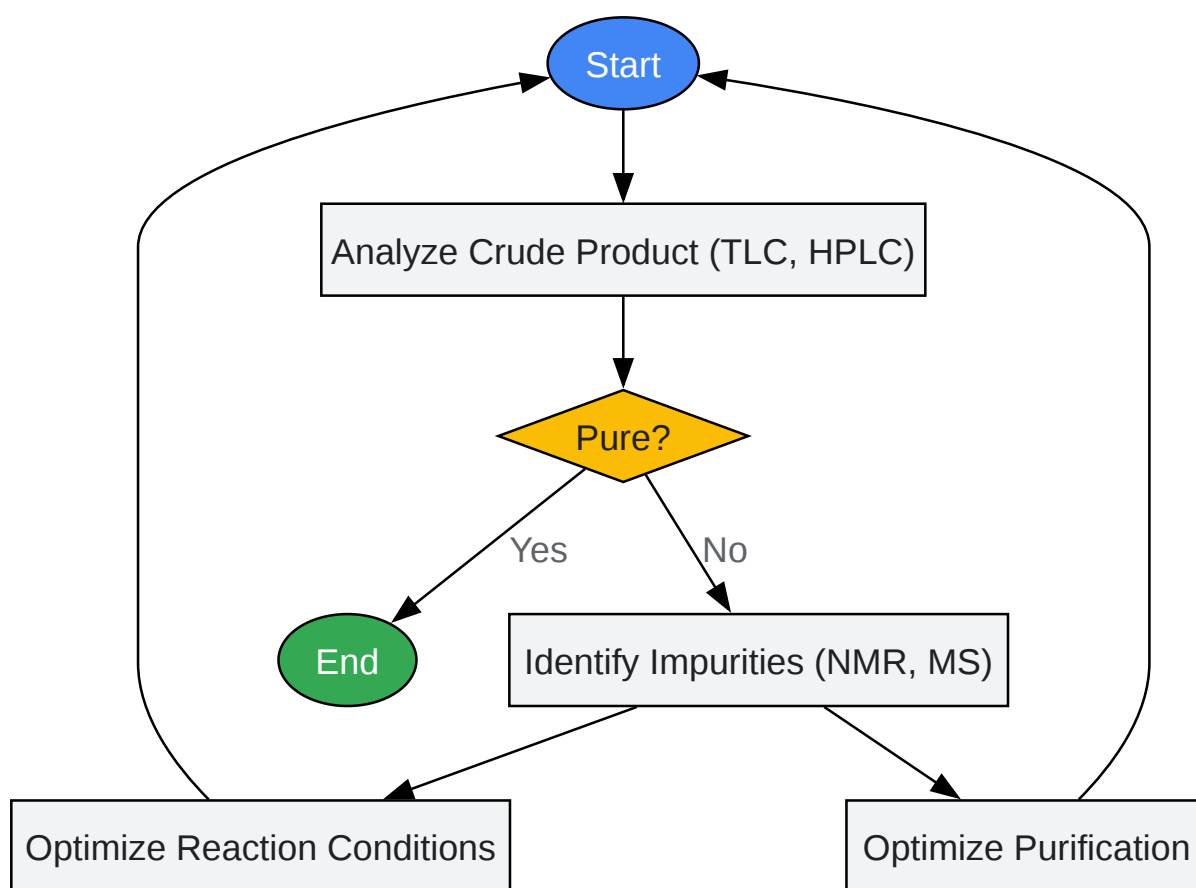 Start
Analyze Crude Product (TLC, HPLC)
Pure?
Yes
No
End
Identify Impurities (NMR, MS)
Optimize Reaction Conditions
Optimize Purification